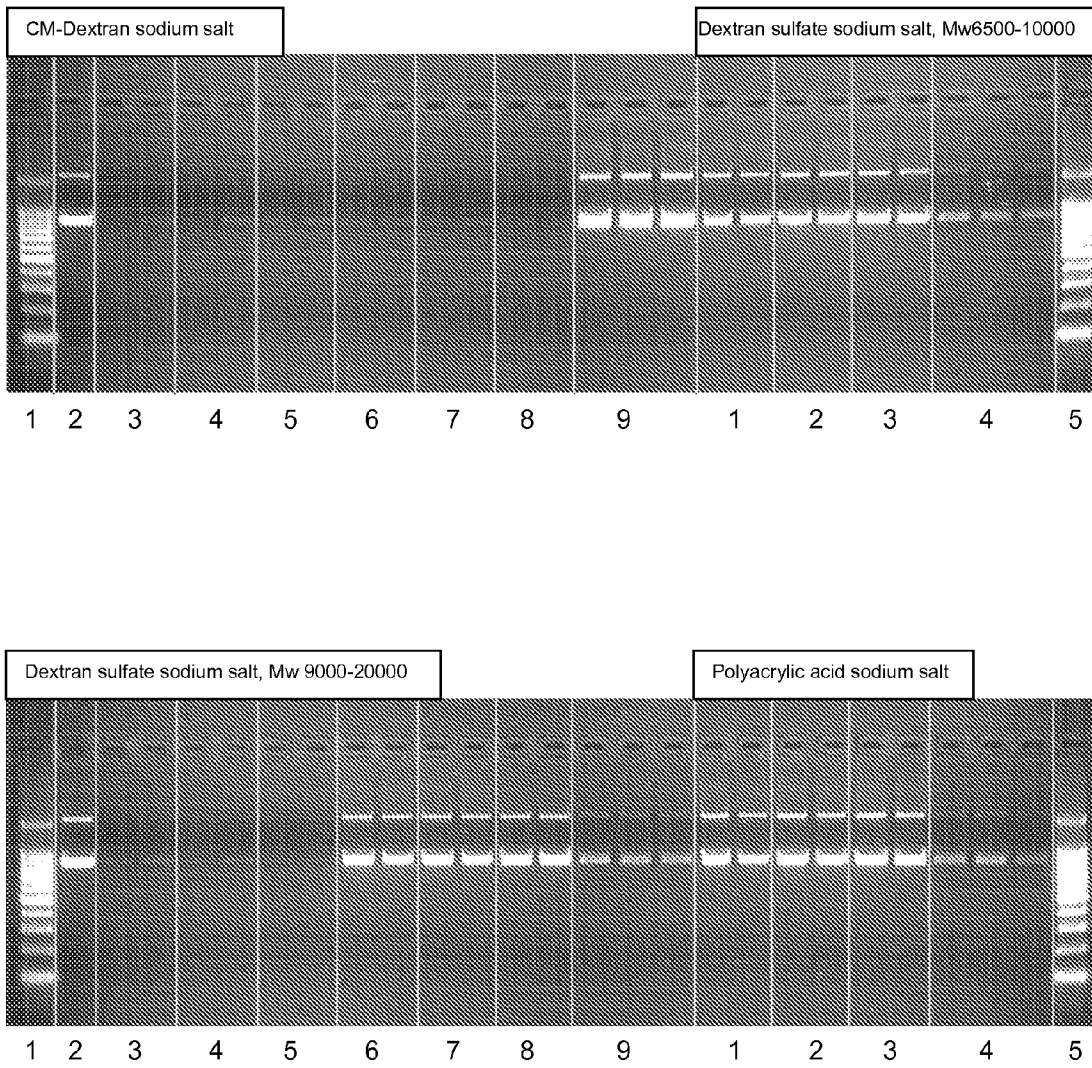 CM-Dextran sodium salt
Dextran sulfate sodium salt, Mw6500-10000
1 2 3 4 5 6 7 8 9 1 2 3 4 5
Dextran sulfate sodium salt, Mw 9000-20000
Polyacrylic acid sodium salt
1 2 3 4 5 6 7 8 9 1 2 3 4 5